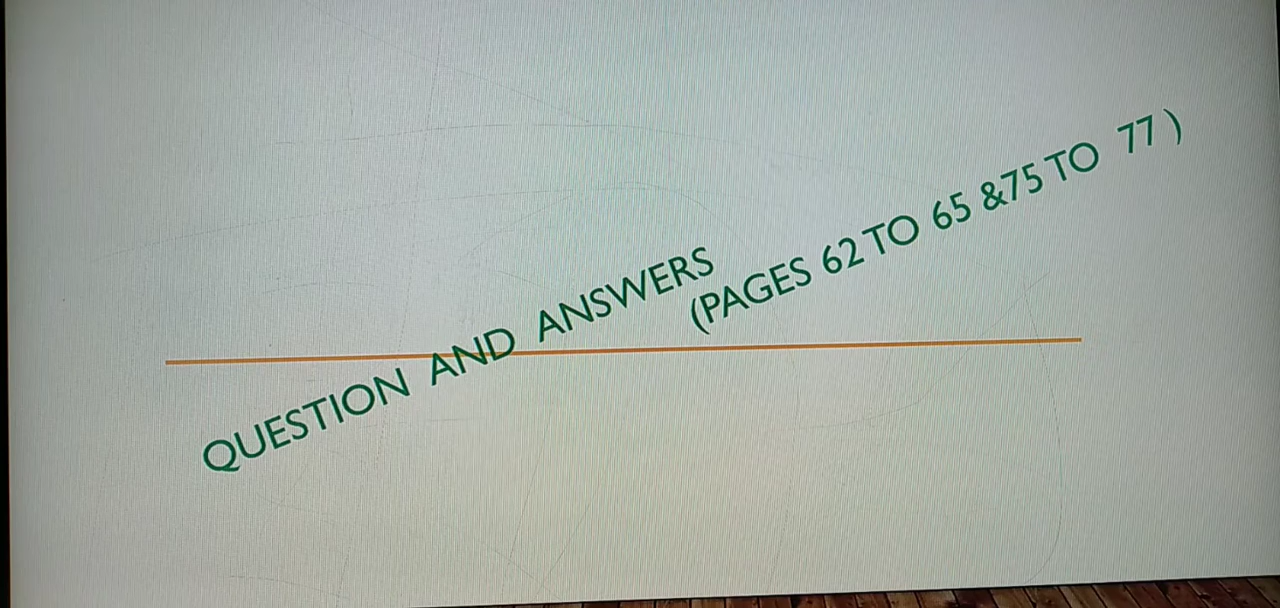 QUESTION AND ANSWERS
(PAGES 62 TO 65 &75 TO 77 )